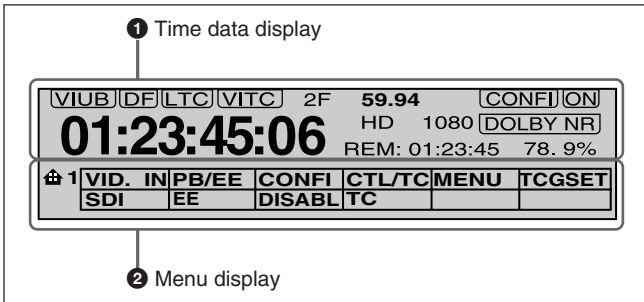 ❶ Time data display
VIUB DF LTC VITC 2F 59.94 CONFI ON
01:23:45:06 HD 1080 DOLBY NR
REM: 01:23:45 78. 9%
1 VID. IN PB/EE CONFI CTL/TC MENU TCGSET
SDI EE DISABL TC
❷ Menu display